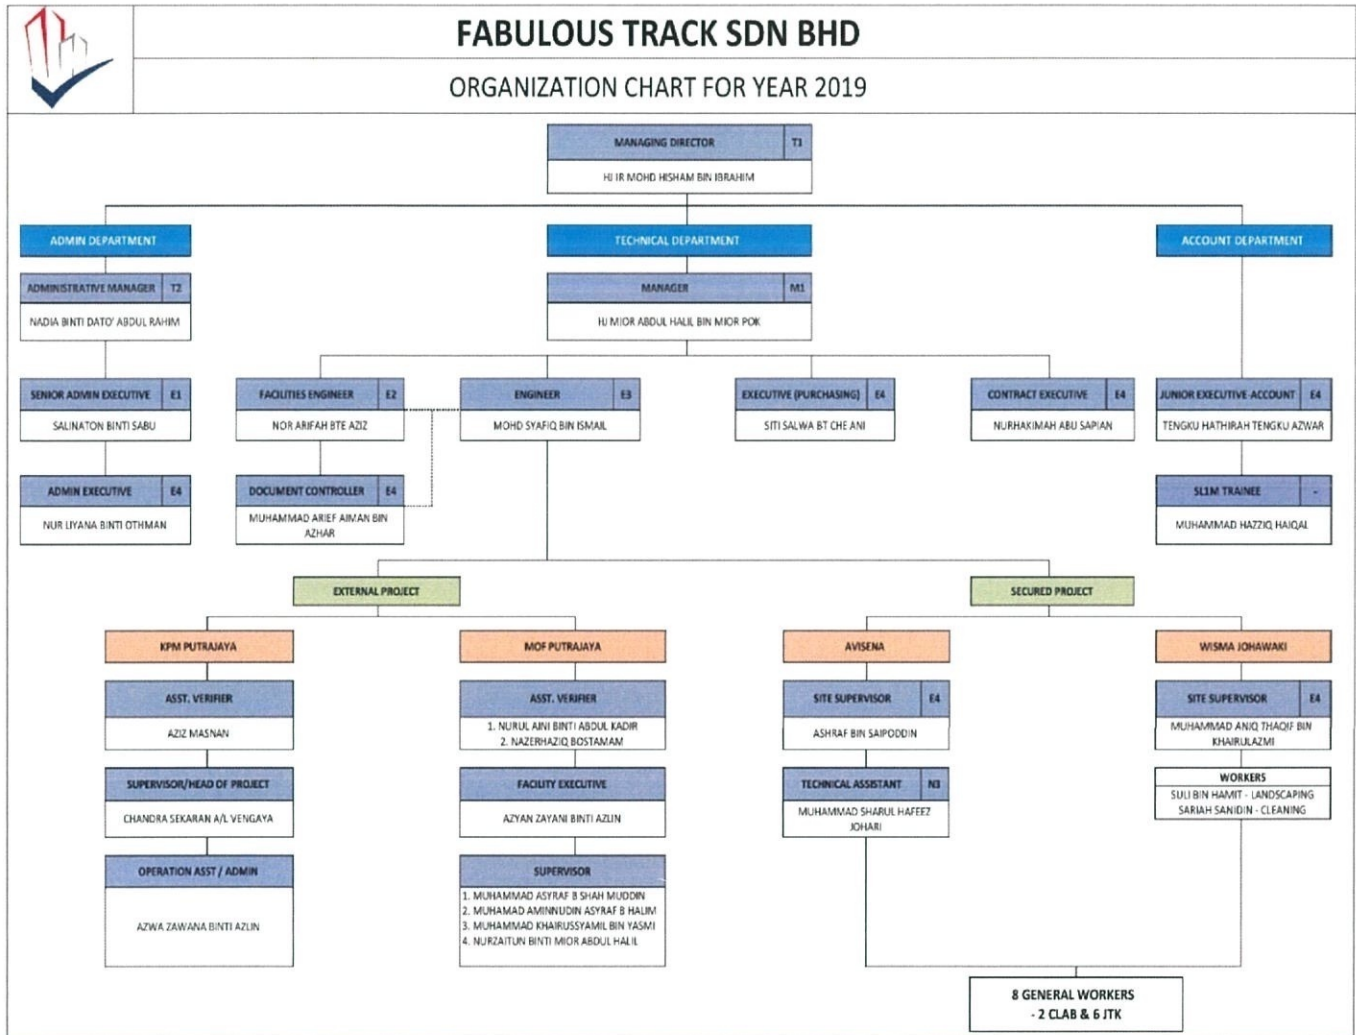 FABULOUS TRACK SDN BHD
ORGANIZATION CHART FOR YEAR 2019
MANAGING DIRECTOR T1
HJ IR MOHD HISHAM BIN IBRAHIM
ADMIN DEPARTMENT
TECHNICAL DEPARTMENT
ACCOUNT DEPARTMENT
ADMINISTRATIVE MANAGER T2
NADIA BINTI DATO' ABDUL RAHIM
MANAGER M1
HJ MIOR ABDUL HALIL BIN MIOR POK
SENIOR ADMIN EXECUTIVE E1
SALINATON BINTI SABU
FACILITIES ENGINEER E2
NOR ARIFAH BTE AZIZ
ENGINEER E3
MOHD SYAFIQ BIN ISMAIL
EXECUTIVE (PURCHASING) E4
SITI SALWA BT CHE ANI
CONTRACT EXECUTIVE E4
NURHAKIMAH ABU SAPIAN
JUNIOR EXECUTIVE-ACCOUNT E4
TENGKU HATHIRAH TENGKU AZWAR
ADMIN EXECUTIVE E4
NUR LIYANA BINTI OTHMAN
DOCUMENT CONTROLLER E4
MUHAMMAD ARIEF AIMAN BIN
AZHAR
SL1M TRAINEE -
MUHAMMAD HAZZIQ HAIQAL
EXTERNAL PROJECT
SECURED PROJECT
KPM PUTRAJAYA
MOF PUTRAJAYA
AVISENA
WISMA JOHAWAKI
ASST. VERIFIER
AZIZ MASNAN
ASST. VERIFIER
1. NURUL AINI BINTI ABDUL KADIR
2. NAZERHAZIQ BOSTAMAM
SITE SUPERVISOR E4
ASHRAF BIN SAIPODDIN
SITE SUPERVISOR E4
MUHAMMAD ANIQ THAQIF BIN
KHAIRULAZMI
SUPERVISOR/HEAD OF PROJECT
CHANDRA SEKARAN A/L VENGAYA
FACILITY EXECUTIVE
AZYAN ZAYANI BINTI AZLIN
TECHNICAL ASSISTANT N3
MUHAMMAD SHARUL HAFEEZ
JOHARI
WORKERS
SULI BIN HAMIT - LANDSCAPING
SARIAH SANIDIN - CLEANING
OPERATION ASST / ADMIN
AZWA ZAWANA BINTI AZLIN
SUPERVISOR
1. MUHAMMAD ASYRAF B SHAH MUDDIN
2. MUHAMAD AMINNUDIN ASYRAF B HALIM
3. MUHAMMAD KHAIRUSSYAMIL BIN YASMI
4. NURZAITUN BINTI MIOR ABDUL HALIL
8 GENERAL WORKERS
- 2 CLAB & 6 JTK